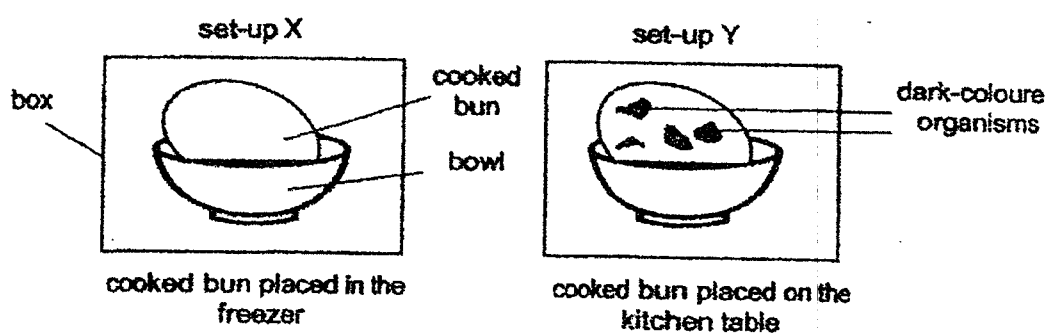 set-up X
set-up Y
box
cooked
bun
bowl
dark-coloure
organisms
cooked bun placed in the
freezer
cooked bun placed on the
kitchen table